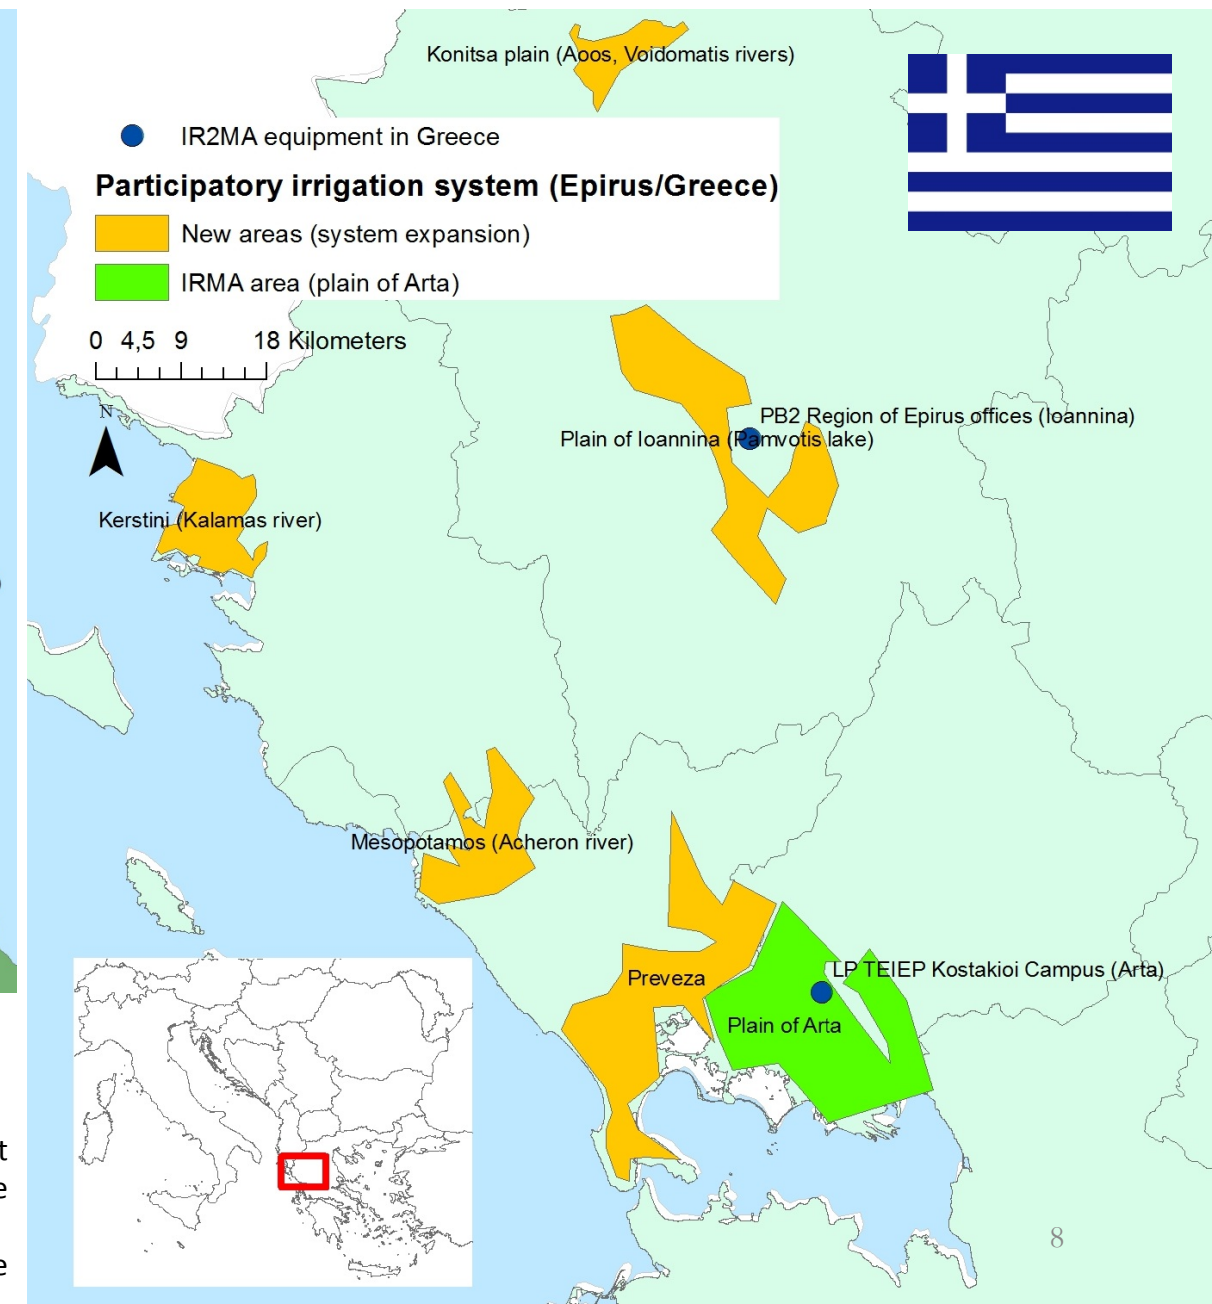 Konitsa plain (Aoos, Voidomatis rivers)
IR2MA equipment in Greece
Participatory irrigation system (Epirus/Greece)
New areas (system expansion)
IRMA area (plain of Arta)
0 4,5 9 18 Kilometers
N
PB2 Region of Epirus offices (Ioannina)
Plain of Ioannina (Pamvotis lake)
Kerstini (Kalamas river)
Mesopotamos (Acheron river)
LP TEIEP Kostakioi Campus (Arta)
Preveza
Plain of Arta
t
e
e
8